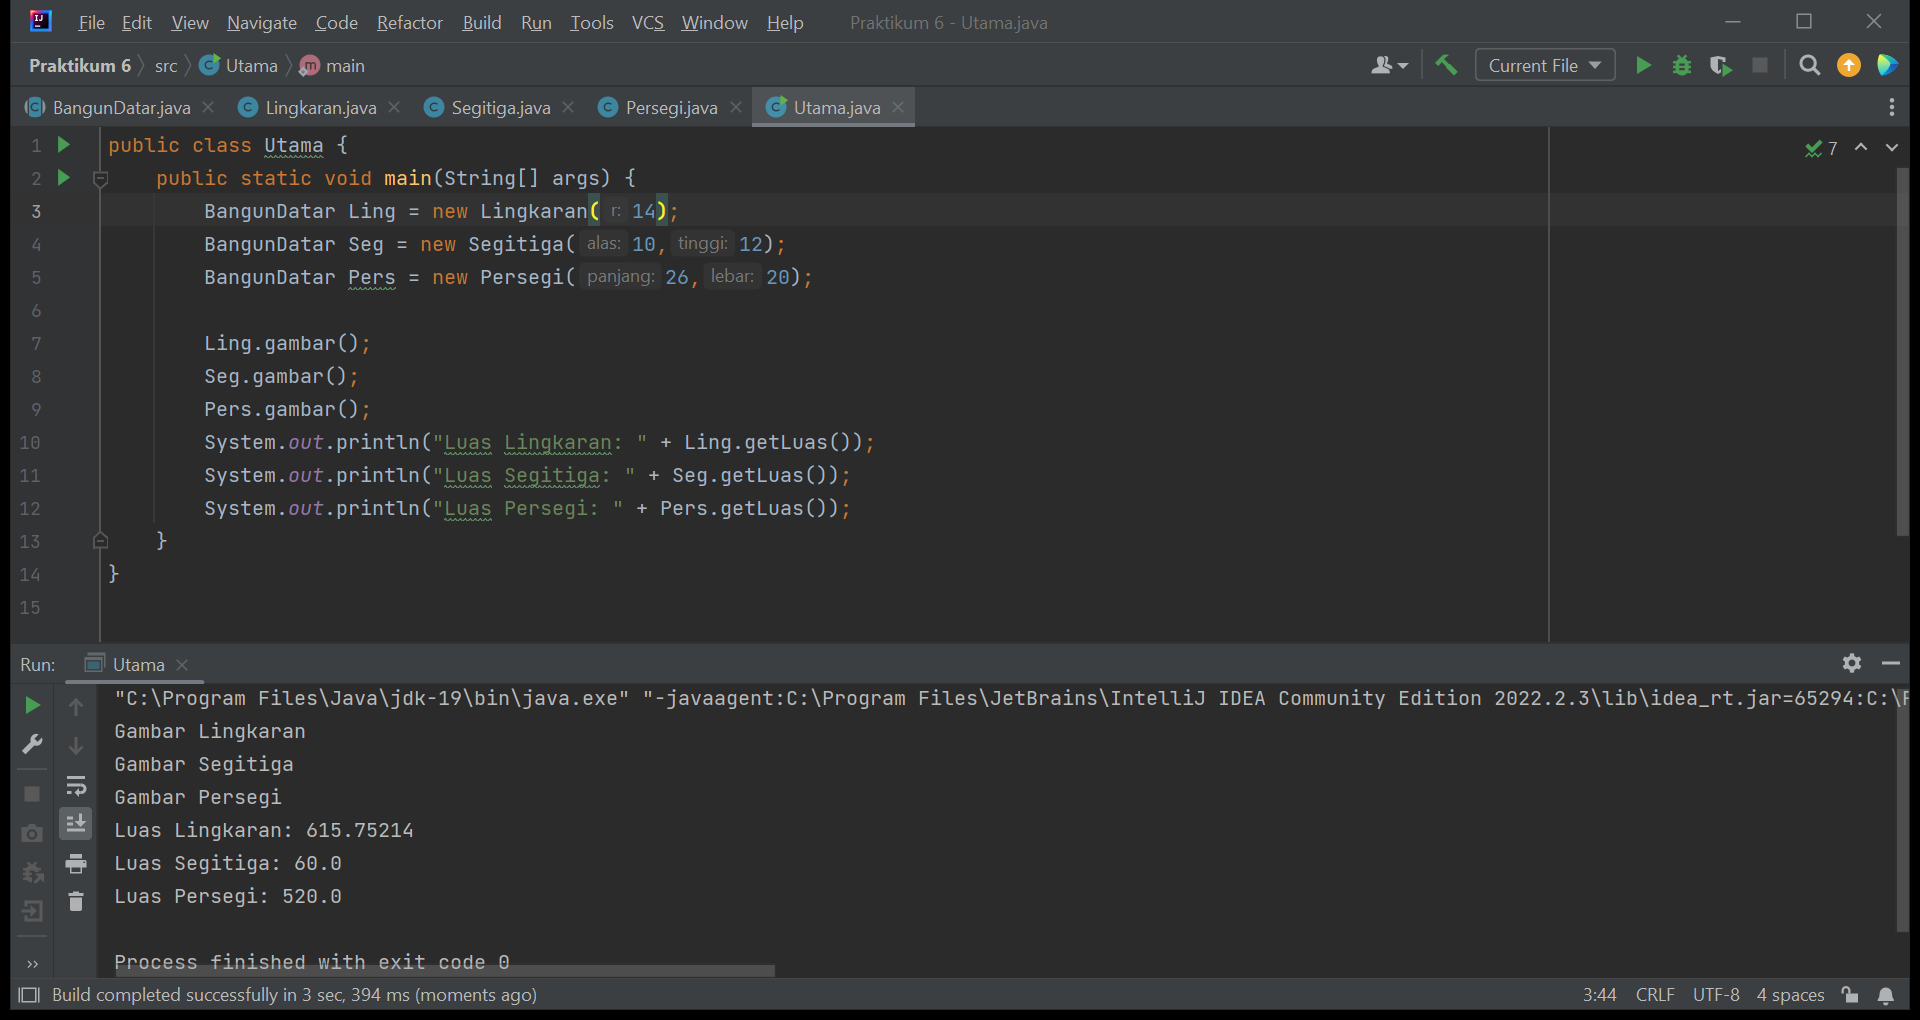 File Edit View Navigate Code Refactor Build Run Tools VCS Window Help Praktikum 6 - Utama.java
Praktikum 6 src Utama main Current File
BangunDatar.java Lingkaran.java Segitiga.java Persegi.java Utama.java
1 public class Utama {
2 public static void main(String[] args) {
3 BangunDatar Ling = new Lingkaran( r: 14);
4 BangunDatar Seg = new Segitiga( alas: 10, tinggi: 12);
5 BangunDatar Pers = new Persegi( panjang: 26, lebar: 20);
6
7 Ling.gambar();
8 Seg.gambar();
9 Pers.gambar();
10 System.out.println("Luas Lingkaran: " + Ling.getLuas());
11 System.out.println("Luas Segitiga: " + Seg.getLuas());
12 System.out.println("Luas Persegi: " + Pers.getLuas());
13 }
14 }
15
7
Run: Utama
"C:\Program Files\Java\jdk-19\bin\java.exe" "-javaagent:C:\Program Files\JetBrains\IntelliJ IDEA Community Edition 2022.2.3\lib\idea_rt.jar=65294:C:\
Gambar Lingkaran
Gambar Segitiga
Gambar Persegi
Luas Lingkaran: 615.75214
Luas Segitiga: 60.0
Luas Persegi: 520.0
Process finished with exit code 0
Build completed successfully in 3 sec, 394 ms (moments ago) 3:44 CRLF UTF-8 4 spaces